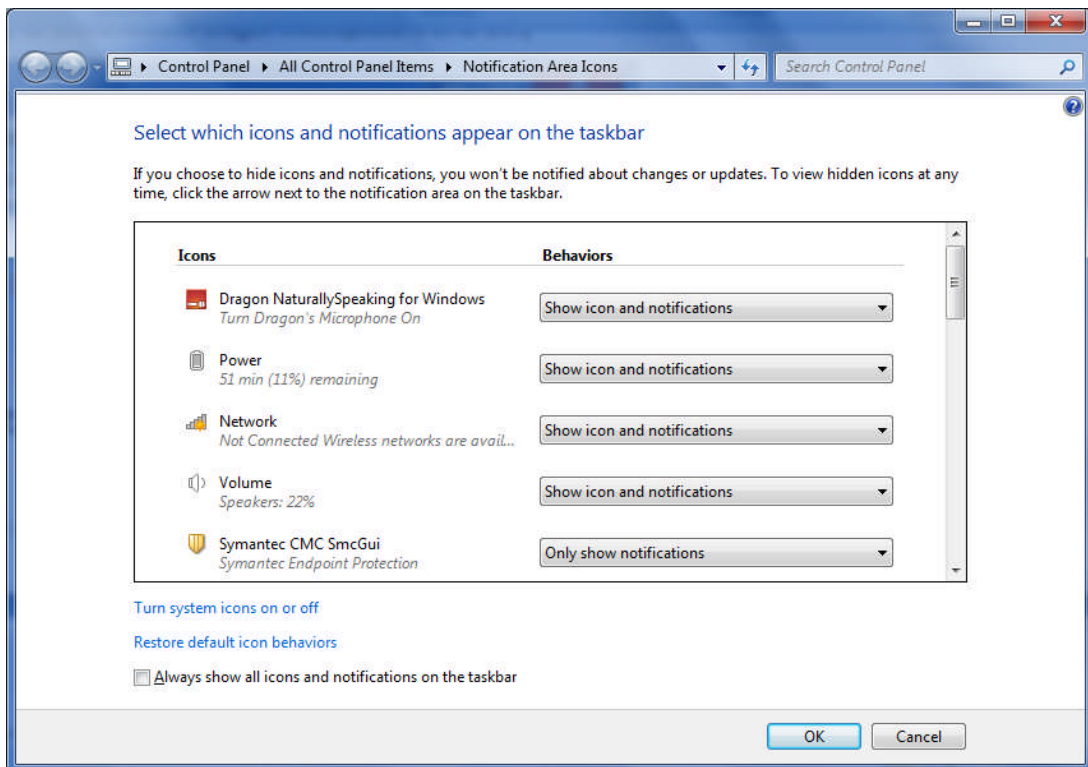 Control Panel ▸ All Control Panel Items ▸ Notification Area Icons
Search Control Panel
Select which icons and notifications appear on the taskbar
If you choose to hide icons and notifications, you won't be notified about changes or updates. To view hidden icons at any
time, click the arrow next to the notification area on the taskbar.
Icons Behaviors
Dragon NaturallySpeaking for Windows
Turn Dragon's Microphone On
Show icon and notifications
Power
51 min (11%) remaining
Show icon and notifications
Network
Not Connected Wireless networks are avail...
Show icon and notifications
Volume
Speakers: 22%
Show icon and notifications
Symantec CMC SmcGui
Symantec Endpoint Protection
Only show notifications
Turn system icons on or off
Restore default icon behaviors
Always show all icons and notifications on the taskbar
OK Cancel